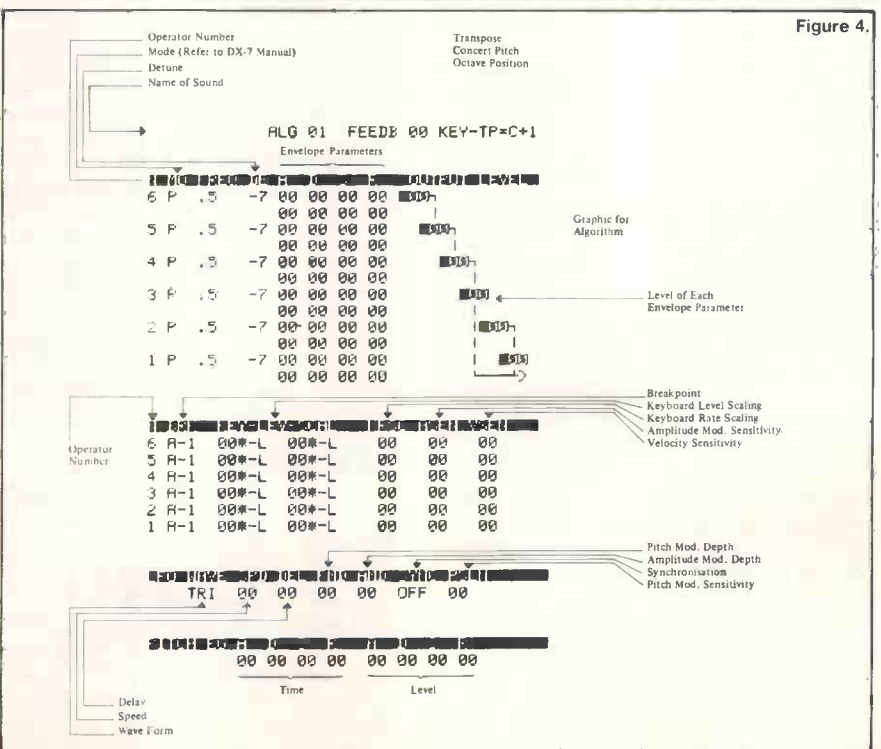 Figure 4.
Operator Number
Mode (Refer to DX-7 Manual)
Detune
Name of Sound
Transpose
Concert Pitch
Octave Position
ALG 01 FEEDB 00 KEY-TP*C+1
Envelope Parameters
OUTPUT LEVEL
6 P .5 -7 00 00 00 00
00 00 00 00
5 P .5 -7 00 00 00 00
00 00 00 00
4 P .5 -7 00 00 00 00
00 00 00 00
3 P .5 -7 00 00 00 00
00 00 00 00
2 P .5 -7 00 00 00 00
00 00 00 00
1 P .5 -7 00 00 00 00
00 00 00 00
Graphic for
Algorithm
Level of Each
Envelope Parameter
Breakpoint
Keyboard Level Scaling
Keyboard Rate Scaling
Amplitude Mod. Sensitivity
Velocity Sensitivity
Operator
Number
6 A-1 00*-L 00*-L 00 00 00
5 A-1 00*-L 00*-L 00 00 00
4 A-1 00*-L 00*-L 00 00 00
3 A-1 00*-L 00*-L 00 00 00
2 A-1 00*-L 00*-L 00 00 00
1 A-1 00*-L 00*-L 00 00 00
Pitch Mod. Depth
Amplitude Mod. Depth
Synchronisation
Pitch Mod. Sensitivity
TRI 00 00 00 00 OFF 00
00 00 00 00 00 00 00 00
Time Level
Delay
Speed
Wave Form